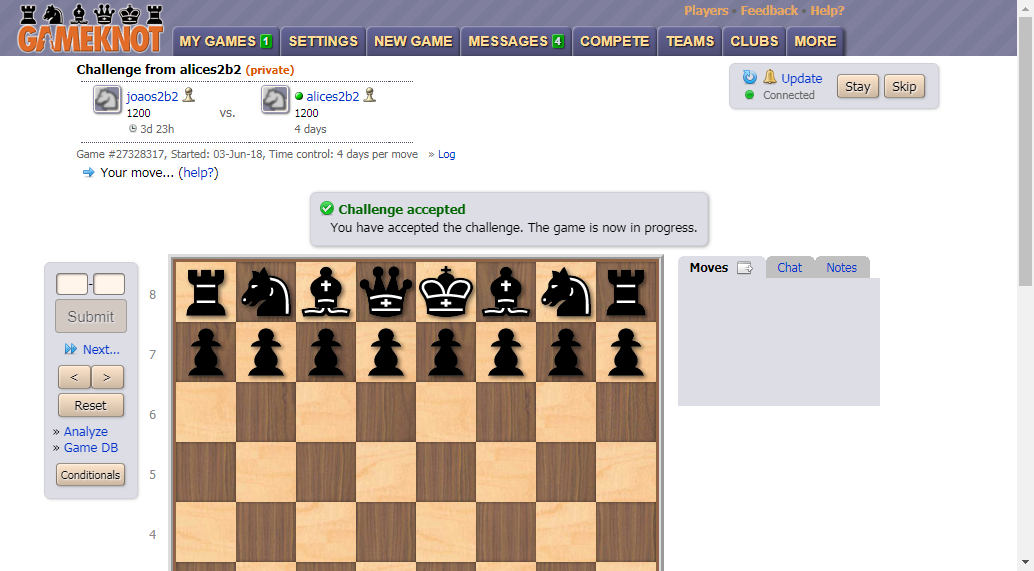 Players • Feedback • Help?
GAMEKNOT
MY GAMES 1 SETTINGS NEW GAME MESSAGES 4 COMPETE TEAMS CLUBS MORE
Challenge from alices2b2 (private)
joaos2b2 vs. alices2b2
1200 1200
3d 23h 4 days
Update
Connected
Stay Skip
Game #27328317, Started: 03-Jun-18, Time control: 4 days per move » Log
Your move... (help?)
Challenge accepted
You have accepted the challenge. The game is now in progress.
-
Submit
Next...
< >
Reset
» Analyze
» Game DB
Conditionals
8
7
6
5
4
Moves Chat Notes